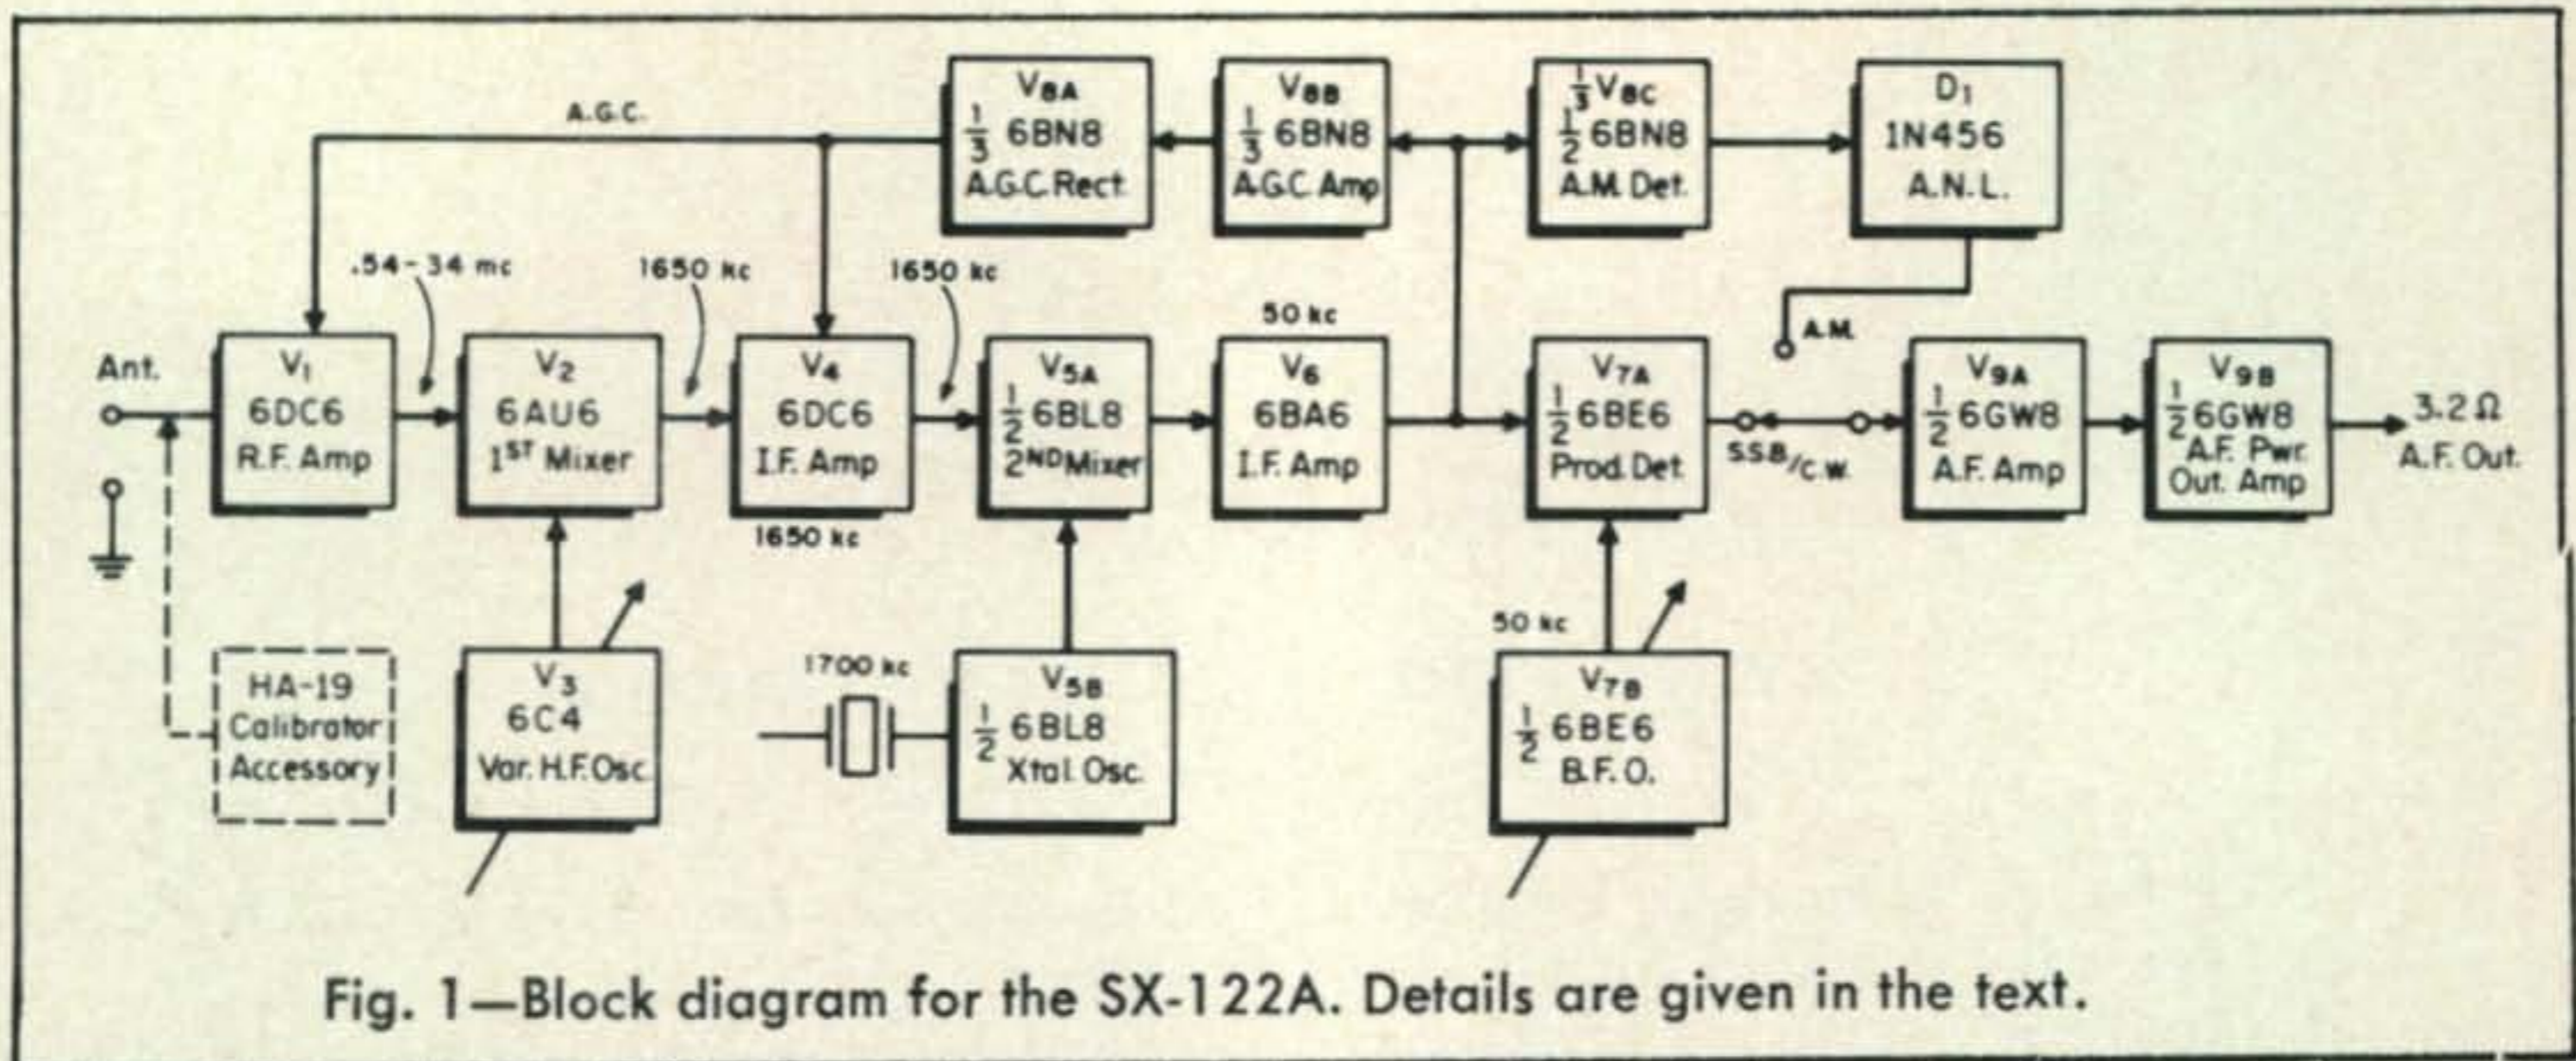 V8A
1/3 6BN8
A.G.C. Rect.
V8B
1/3 6BN8
A.G.C. Amp
1/3 V8C
1/2 6BN8
A.M. Det.
D1
1N456
A.N.L.
A.G.C.
.54-34 mc
1650 kc
1650 kc
50 kc
A.M.
Ant.
V1
6DC6
R.F. Amp
V2
6AU6
1ST Mixer
V4
6DC6
I.F. Amp
1650 kc
V5A
1/2 6BL8
2ND Mixer
V6
6BA6
I.F. Amp
V7A
1/2 6BE6
Prod. Det.
S.S.B/C.W.
V9A
1/2 6GW8
A.F. Amp
V9B
1/2 6GW8
A.F. Pwr.
Out. Amp
3.2 Ω
A.F. Out.
HA-19
Calibrator
Accessory
V3
6C4
Var. H.F. Osc.
1700 kc
V5B
1/2 6BL8
Xtal. Osc.
50 kc
V7B
1/2 6BE6
B.F.O.
Fig. 1—Block diagram for the SX-122A. Details are given in the text.